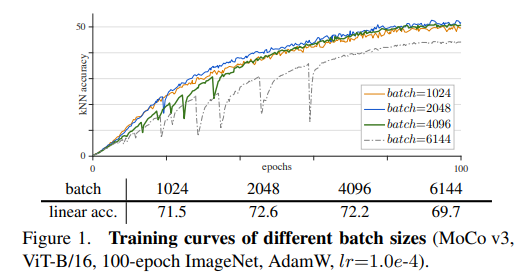 50
kNN accuracy
batch=1024
batch=2048
batch=4096
batch=6144
0
0
epochs
100
batch 1024 2048 4096 6144
linear acc. 71.5 72.6 72.2 69.7
Figure 1. Training curves of different batch sizes (MoCo v3,
ViT-B/16, 100-epoch ImageNet, AdamW, lr=1.0e-4).